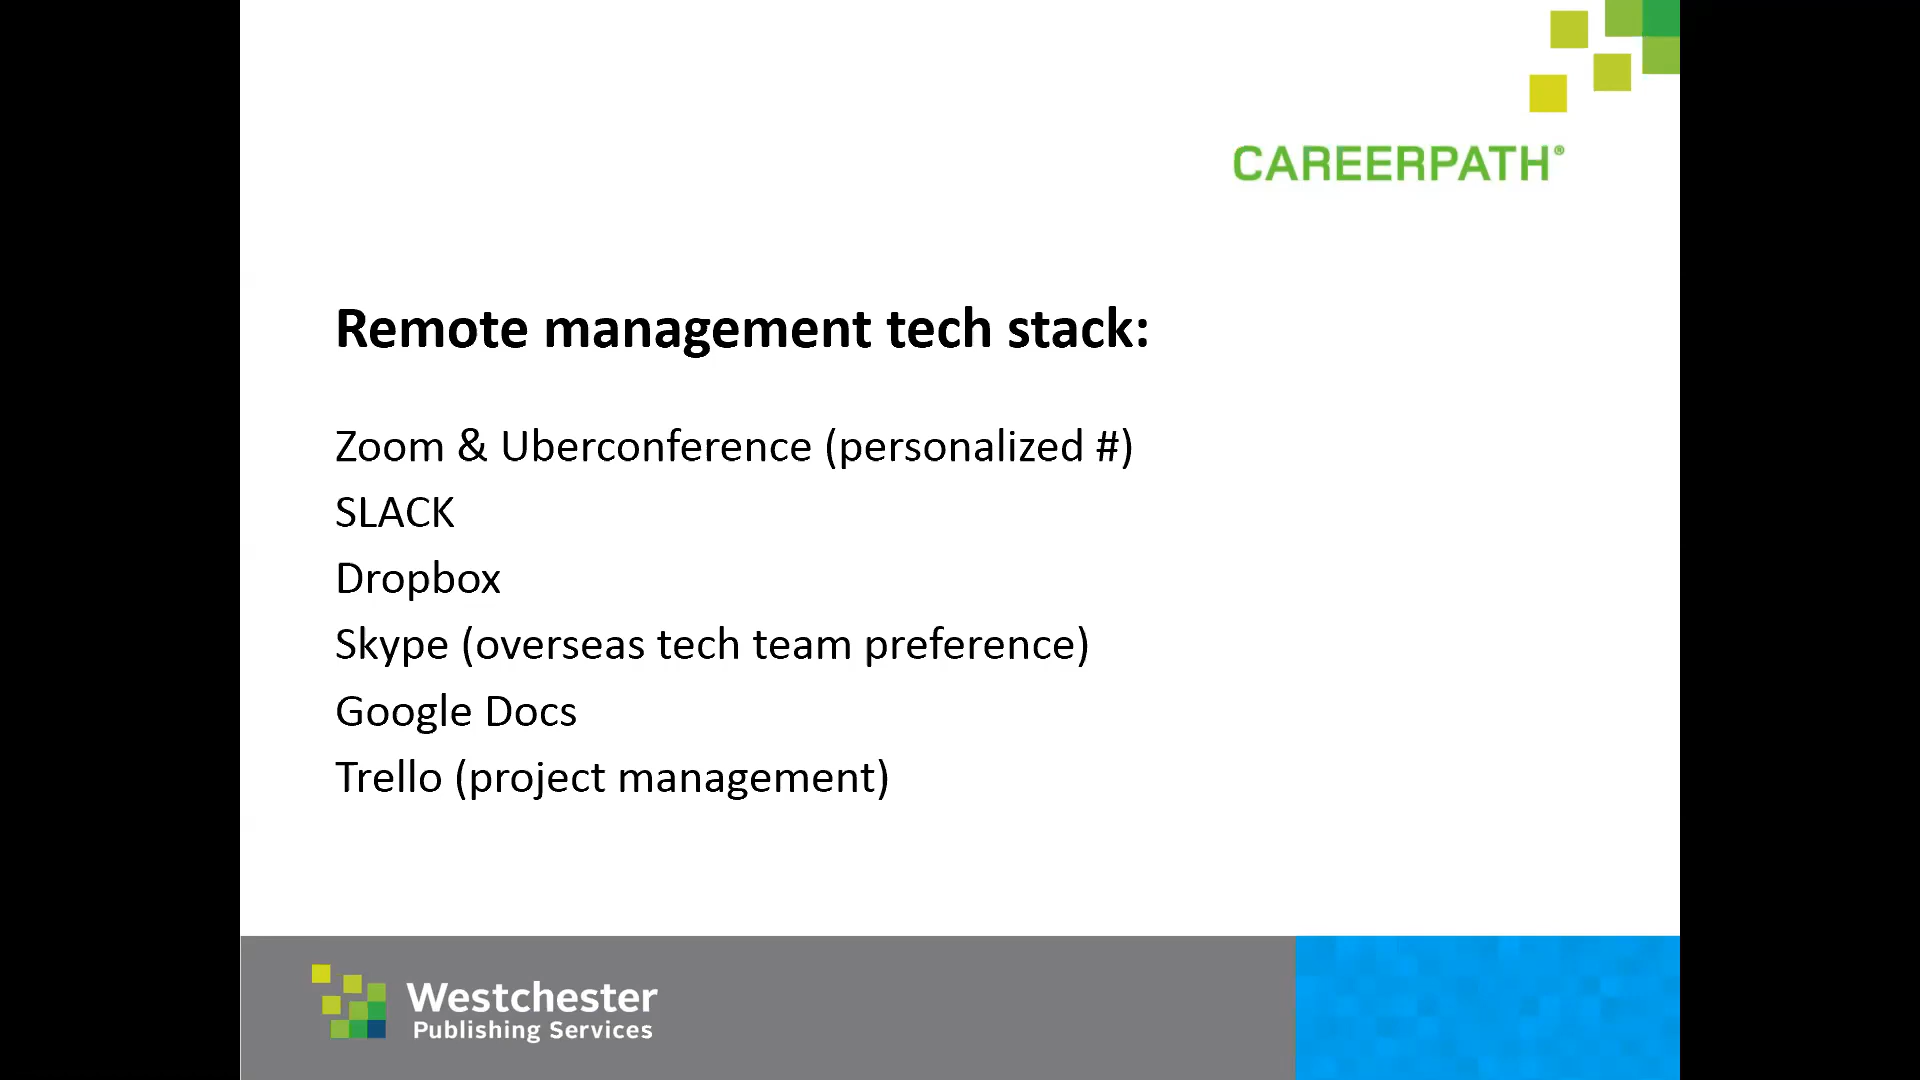 CAREERPATH®
Remote management tech stack:
Zoom & Uberconference (personalized #)
SLACK
Dropbox
Skype (overseas tech team preference)
Google Docs
Trello (project management)
Westchester
Publishing Services